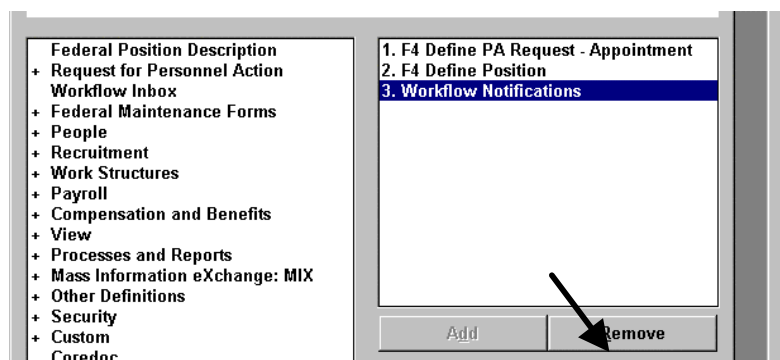 Federal Position Description
+ Request for Personnel Action
Workflow Inbox
+ Federal Maintenance Forms
+ People
+ Recruitment
+ Work Structures
+ Payroll
+ Compensation and Benefits
+ View
+ Processes and Reports
+ Mass Information eXchange: MIX
+ Other Definitions
+ Security
+ Custom
Coredoc
1. F4 Define PA Request - Appointment
2. F4 Define Position
3. Workflow Notifications
Add
Remove